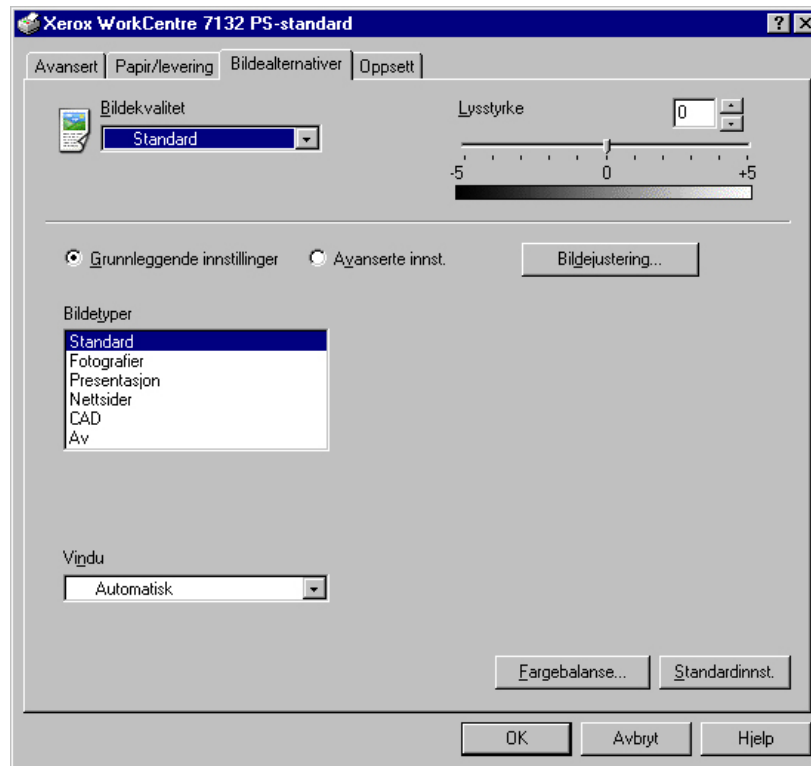 Xerox WorkCentre 7132 PS-standard
Avansert Papir/levering Bildealternativer Oppsett
Bildekvalitet
Standard
Lysstyrke
0
-5 0 +5
Grunnleggende innstillinger Avanserte innst. Bildejustering...
Bildetyper
Standard
Fotografier
Presentasjon
Nettsider
CAD
Av
Vindu
Automatisk
Fargebalanse... Standardinnst.
OK Avbryt Hjelp